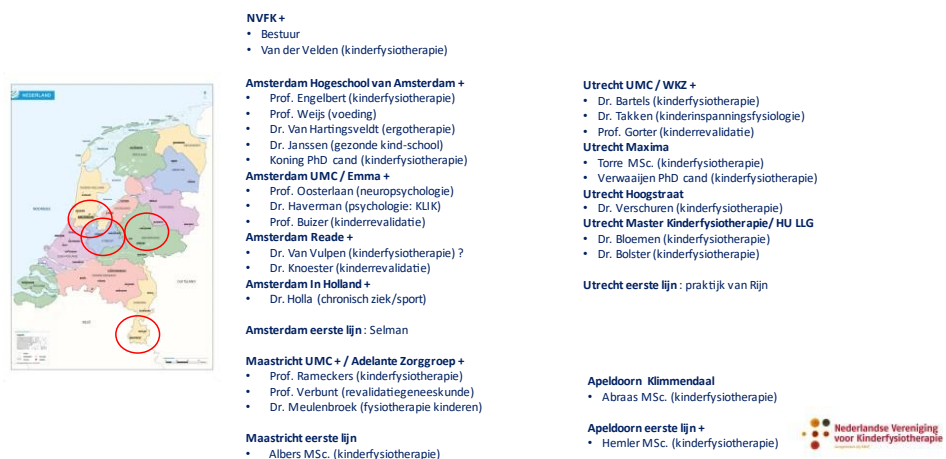 NVFK +
• Bestuur
• Van der Velden (kinderfysiotherapie)
NEDERLAND
Amsterdam Hogeschool van Amsterdam +
• Prof. Engelbert (kinderfysiotherapie)
• Prof. Weijs (voeding)
• Dr. Van Hartingsveldt (ergotherapie)
• Dr. Janssen (gezonde kind-school)
• Koning PhD cand (kinderfysiotherapie)
Amsterdam UMC / Emma +
• Prof. Oosterlaan (neuropsychologie)
• Dr. Haverman (psychologie: KLIK)
• Prof. Buizer (kinderrevalidatie)
Amsterdam Reade +
• Dr. Van Vulpen (kinderfysiotherapie) ?
• Dr. Knoester (kinderrevalidatie)
Amsterdam In Holland +
• Dr. Holla (chronisch ziek/sport)
Amsterdam eerste lijn : Selman
Maastricht UMC + / Adelante Zorggroep +
• Prof. Rameckers (kinderfysiotherapie)
• Prof. Verbunt (revalidatiegeneeskunde)
• Dr. Meulenbroek (fysiotherapie kinderen)
Maastricht eerste lijn
• Albers MSc. (kinderfysiotherapie)
Utrecht UMC / WKZ +
• Dr. Bartels (kinderfysiotherapie)
• Dr. Takken (kinderinspanningsfysiologie)
• Prof. Gorter (kinderrevalidatie)
Utrecht Maxima
• Torre MSc. (kinderfysiotherapie)
• Verwaaijen PhD cand (kinderfysiotherapie)
Utrecht Hoogstraat
• Dr. Verschuren (kinderfysiotherapie)
Utrecht Master Kinderfysiotherapie/ HU LLG
• Dr. Bloemen (kinderfysiotherapie)
• Dr. Bolster (kinderfysiotherapie)
Utrecht eerste lijn : praktijk van Rijn
Apeldoorn Klimmendaal
• Abraas MSc. (kinderfysiotherapie)
Apeldoorn eerste lijn +
• Hemler MSc. (kinderfysiotherapie)
Nederlandse Vereniging
voor Kinderfysiotherapie